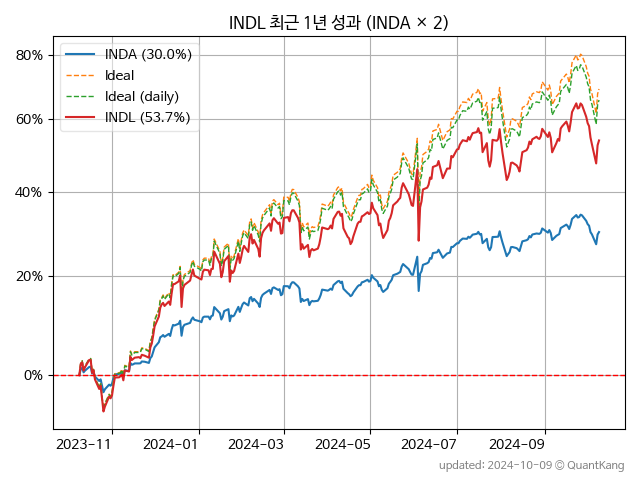 INDL 최근 1년 성과 (INDA × 2)
80%
60%
40%
20%
0%
INDA (30.0%)
Ideal
Ideal (daily)
INDL (53.7%)
2023-11
2024-01
2024-03
2024-05
2024-07
2024-09
updated: 2024-10-09 © QuantKang